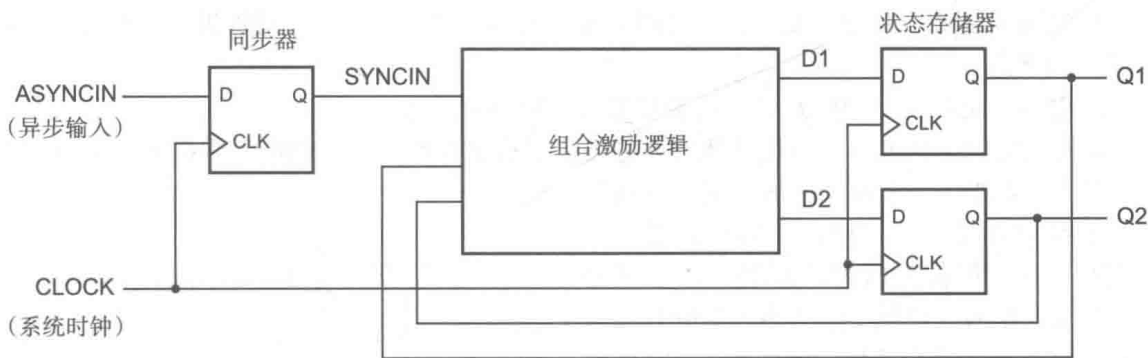 同步器
状态存储器
ASYNCIN
(异步输入)
D
Q
CLK
SYNCIN
组合激励逻辑
D1
D
Q
CLK
Q1
D2
D
Q
CLK
Q2
CLOCK
(系统时钟)